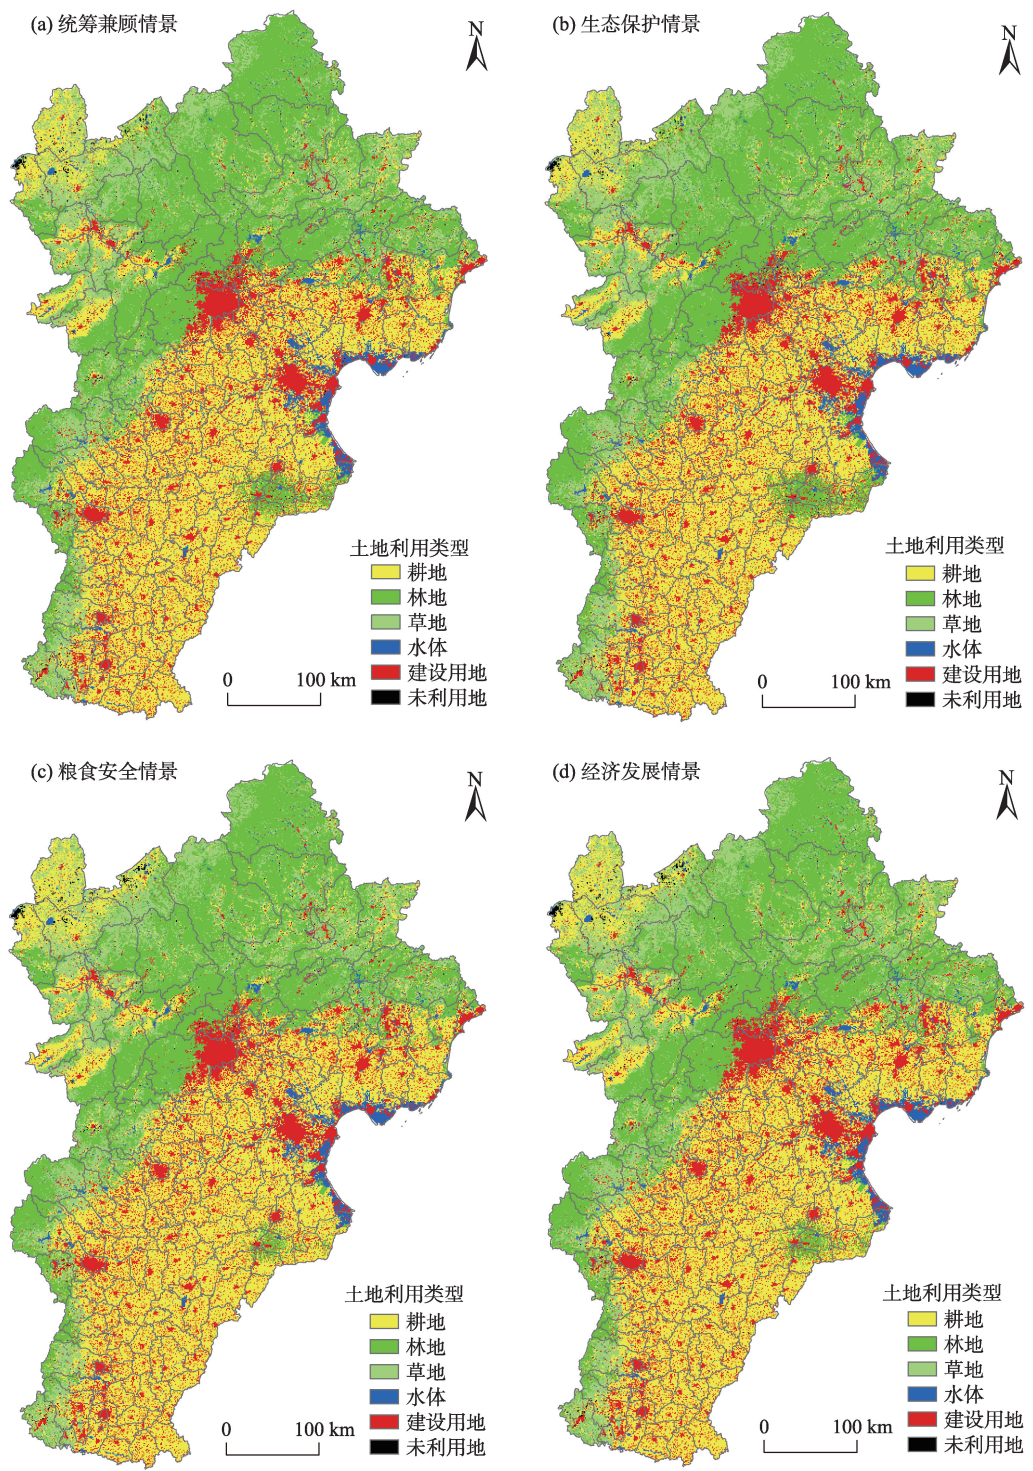 (a) 统筹兼顾情景
N
土地利用类型
耕地
林地
草地
水体
建设用地
未利用地
0 100 km
(b) 生态保护情景
N
土地利用类型
耕地
林地
草地
水体
建设用地
未利用地
0 100 km
(c) 粮食安全情景
N
土地利用类型
耕地
林地
草地
水体
建设用地
未利用地
0 100 km
(d) 经济发展情景
N
土地利用类型
耕地
林地
草地
水体
建设用地
未利用地
0 100 km